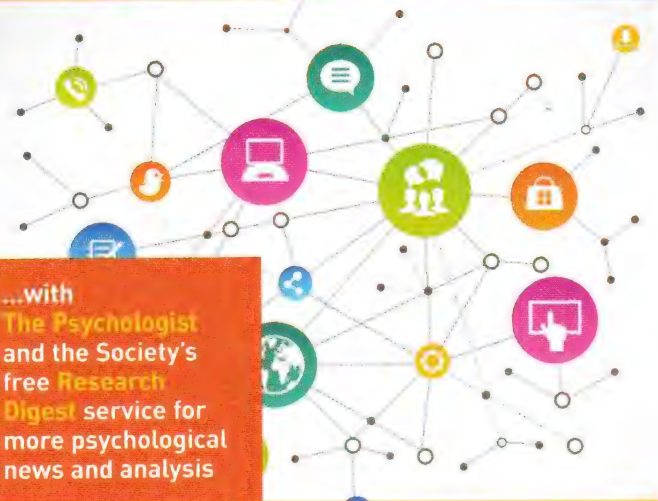 ...with
The Psychologist
and the Society's
free Research
Digest service for
more psychological
news and analysis